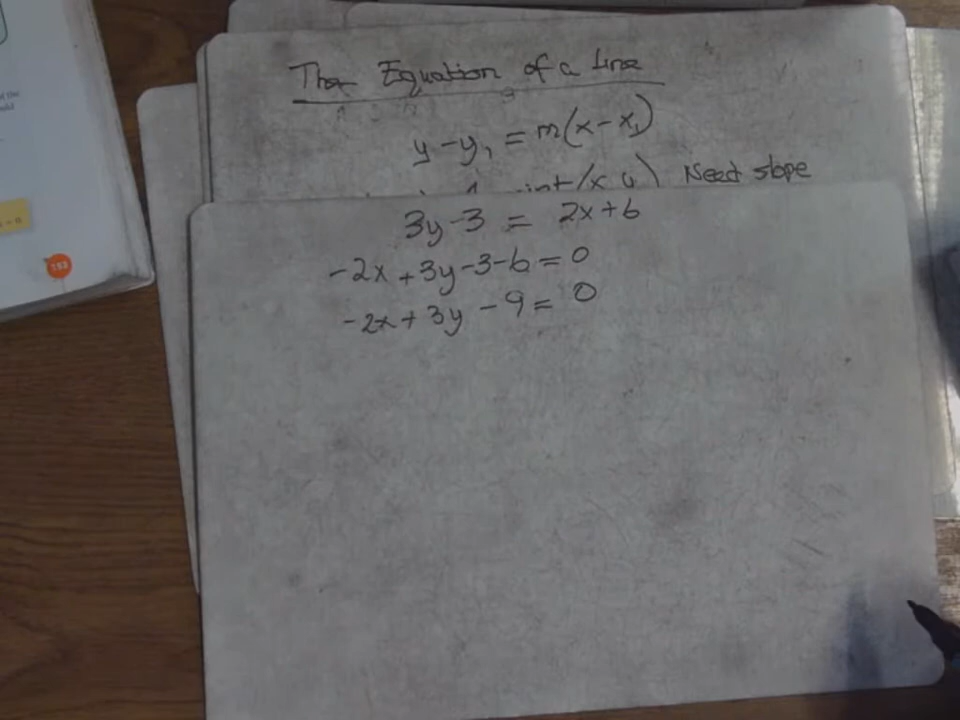 The Equation of a Line
y - y₁ = m(x - x₁)
Need slope
3y - 3 = 2x + 6
-2x + 3y - 3 - 6 = 0
-2x + 3y - 9 = 0
153